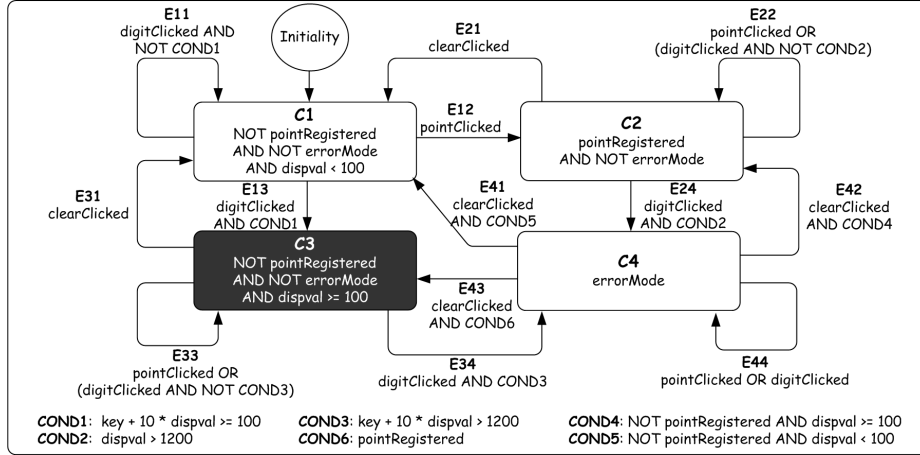 E11
digitClicked AND
NOT COND1
Initiality
E21
clearClicked
E22
pointClicked OR
(digitClicked AND NOT COND2)
C1
NOT pointRegistered
AND NOT errorMode
AND dispval < 100
E12
pointClicked
C2
pointRegistered
AND NOT errorMode
E31
clearClicked
E13
digitClicked
AND COND1
E41
clearClicked
AND COND5
E24
digitClicked
AND COND2
E42
clearClicked
AND COND4
C3
NOT pointRegistered
AND NOT errorMode
AND dispval >= 100
E43
clearClicked
AND COND6
C4
errorMode
E33
pointClicked OR
(digitClicked AND NOT COND3)
E34
digitClicked AND COND3
E44
pointClicked OR digitClicked
COND1: key + 10 * dispval >= 100
COND3: key + 10 * dispval > 1200
COND4: NOT pointRegistered AND dispval >= 100
COND2: dispval > 1200
COND6: pointRegistered
COND5: NOT pointRegistered AND dispval < 100